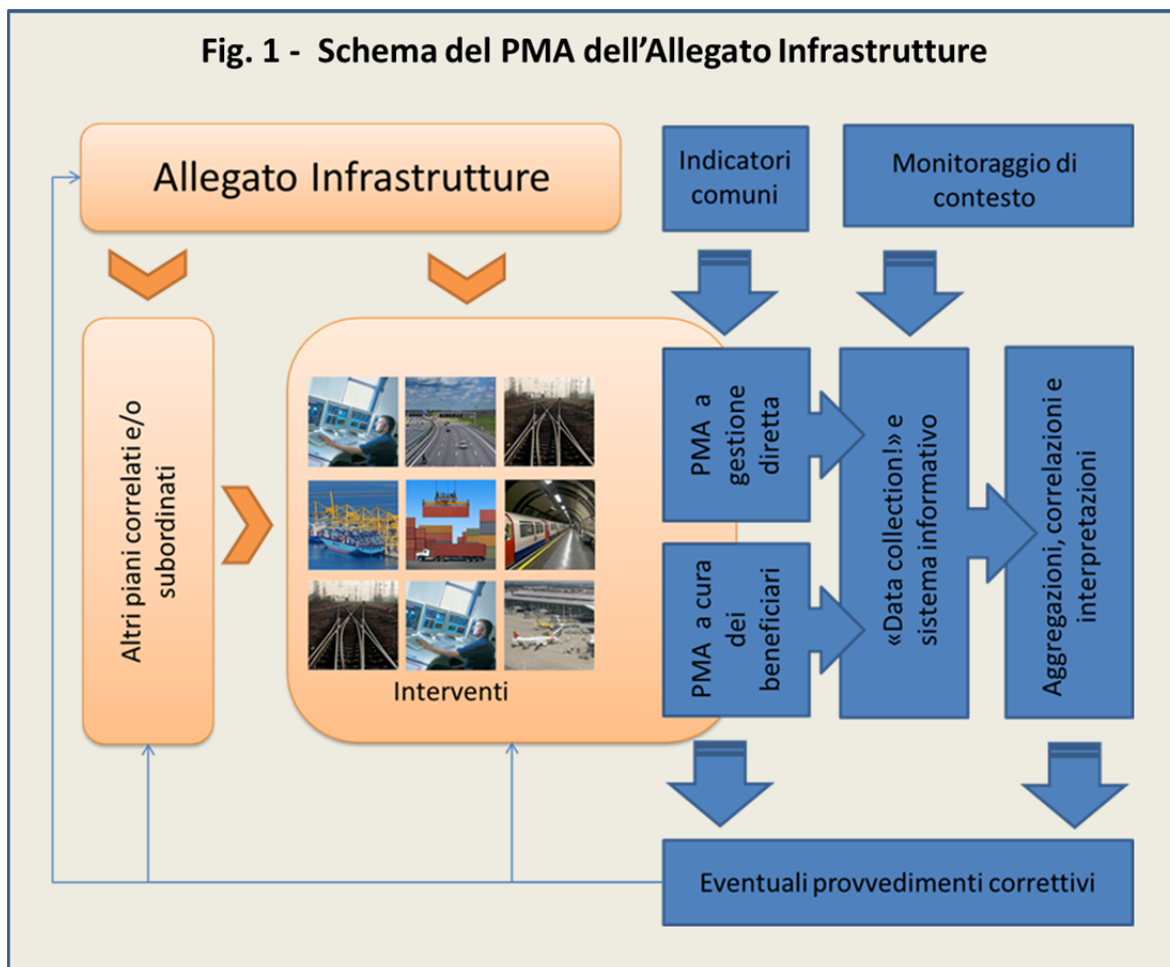 Fig. 1 - Schema del PMA dell'Allegato Infrastrutture
Allegato Infrastrutture
Indicatori
comuni
Monitoraggio di
contesto
Altri piani correlati e/o
subordinati
Interventi
PMA a
gestione
diretta
PMA a cura
dei
beneficiari
«Data collection!» e
sistema informativo
Aggregazioni, correlazioni e
interpretazioni
Eventuali provvedimenti correttivi